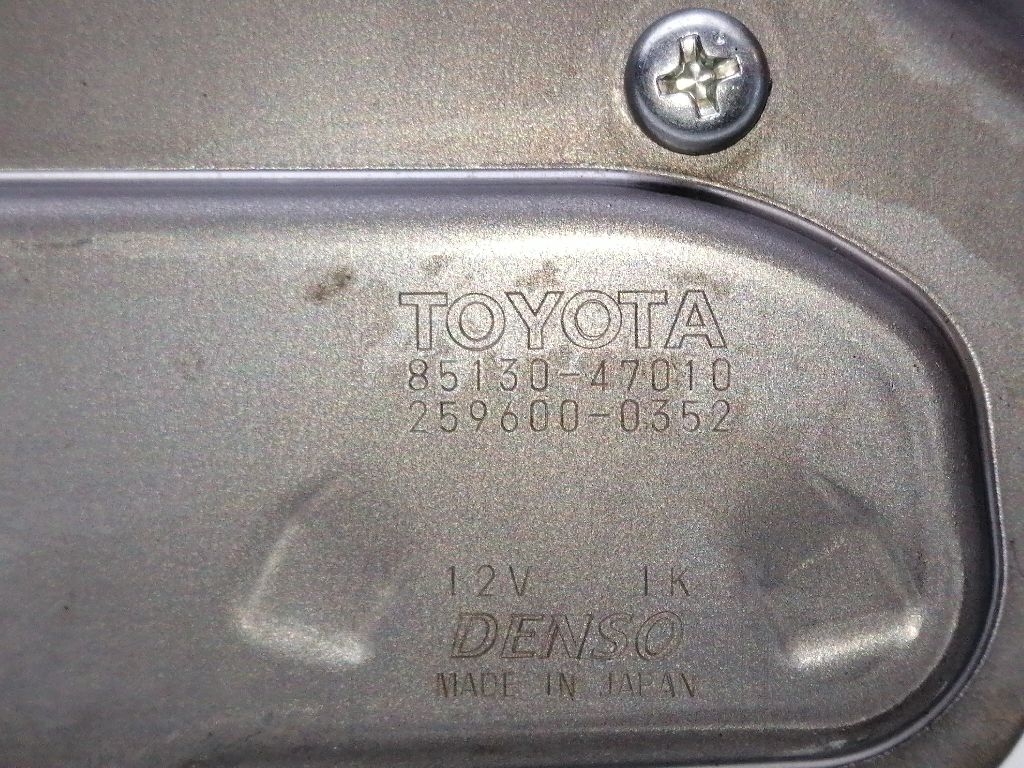 TOYOTA
85130-47010
259600-0352
12V 1K
DENSO
MADE IN JAPAN